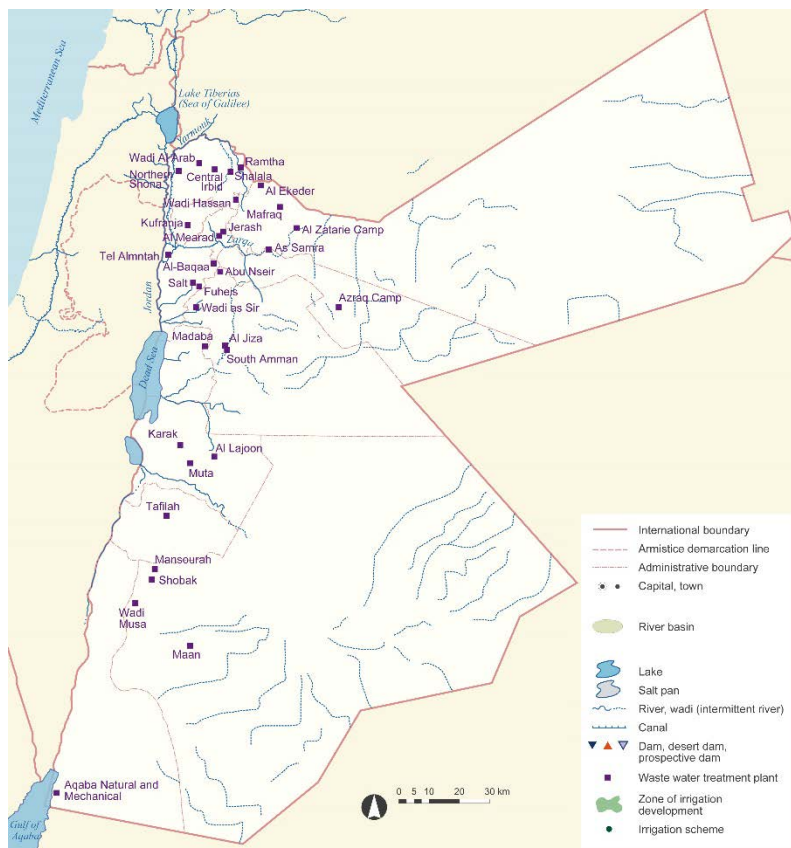 Mediterranean Sea
Lake Tiberias
(Sea of Galilee)
Yarmouk
Wadi Al Arab
Ramtha
Northern
Shona
Central
Irbid
Shalala
Al Ekeder
Wadi Hassan
Mafraq
Kufranja
Jerash
Al Mearad
Zarqa
Al Zatarie Camp
As Samra
Tel Almntah
Al-Baqaa
Abu Nseir
Salt
Fuheis
Jordan
Wadi as Sir
Azraq Camp
Madaba
Al Jiza
South Amman
Dead Sea
Karak
Al Lajoon
Muta
Tafilah
Mansourah
Shobak
Wadi
Musa
Maan
Aqaba Natural and
Mechanical
Gulf of
Aqaba
0 5 10 20 30 km
International boundary
Armistice demarcation line
Administrative boundary
Capital, town
River basin
Lake
Salt pan
River, wadi (intermittent river)
Canal
Dam, desert dam,
prospective dam
Waste water treatment plant
Zone of irrigation
development
Irrigation scheme